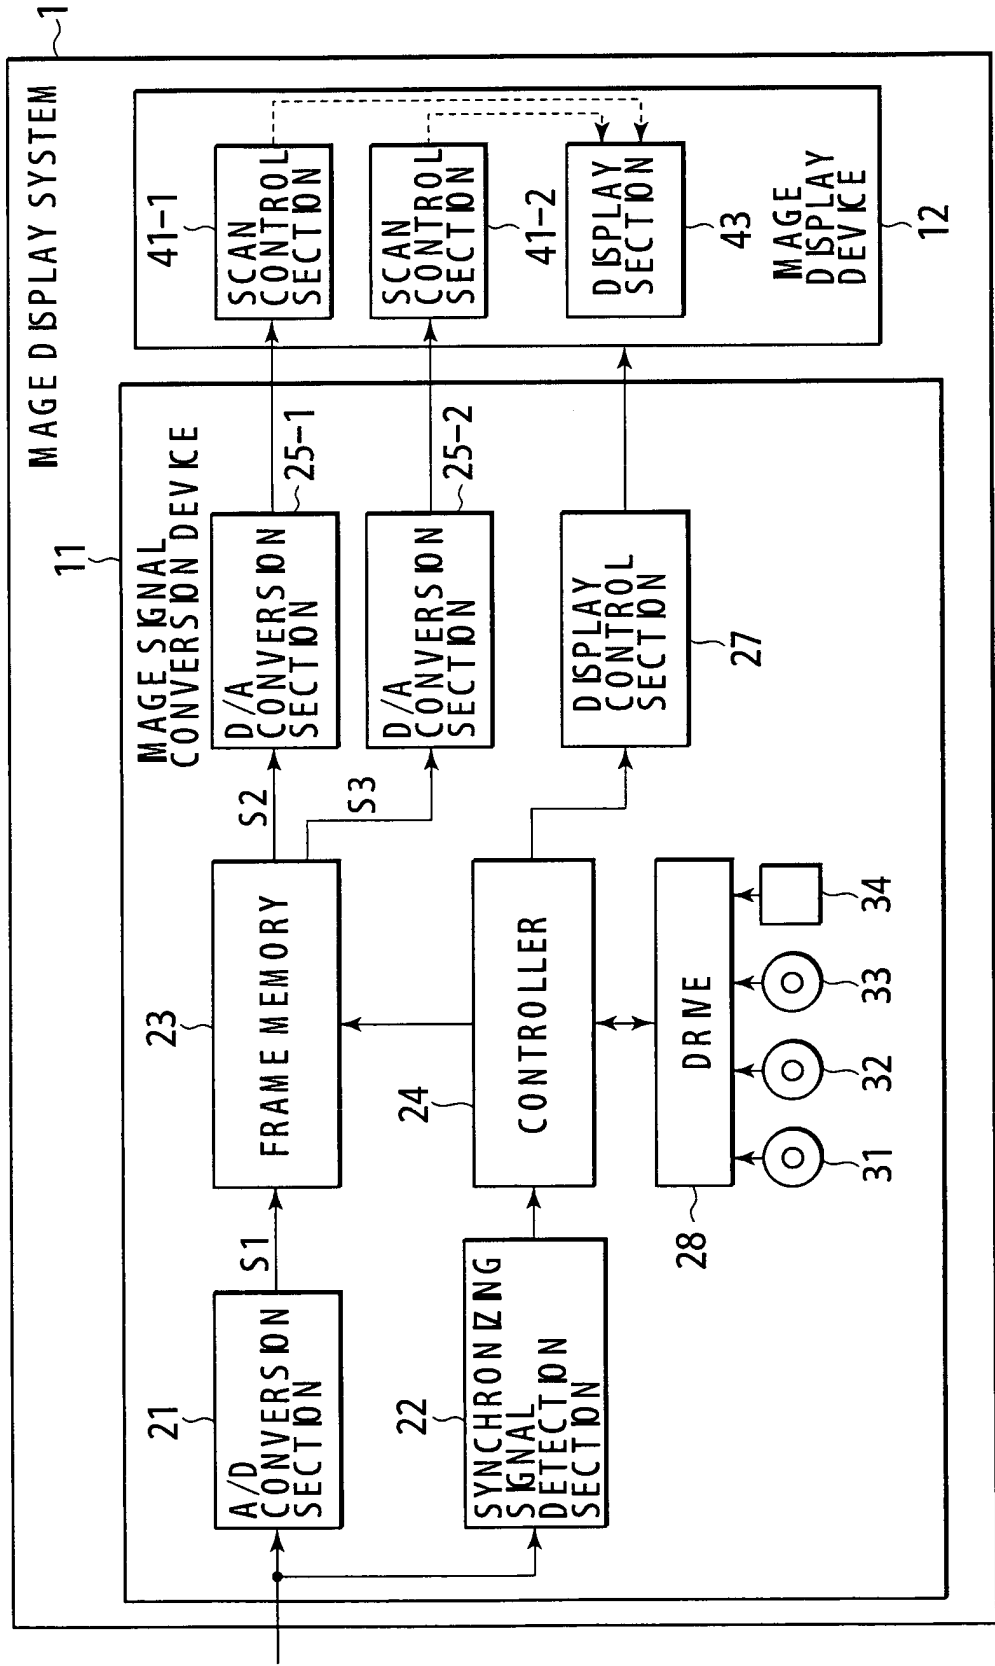 IMAGE DISPLAY SYSTEM
1
11
IMAGE SIGNAL
CONVERSION DEVICE
21
A/D
CONVERSION
SECTION
S1
23
FRAME MEMORY
S2
S3
D/A
CONVERSION
SECTION
25-1
D/A
CONVERSION
SECTION
25-2
41-1
SCAN
CONTROL
SECTION
SCAN
CONTROL
SECTION
41-2
DISPLAY
SECTION
43
IMAGE
DISPLAY
DEVICE
12
22
SYNCHRONIZING
SIGNAL
DETECTION
SECTION
24
CONTROLLER
DISPLAY
CONTROL
SECTION
27
28
DRIVE
31
32
33
34